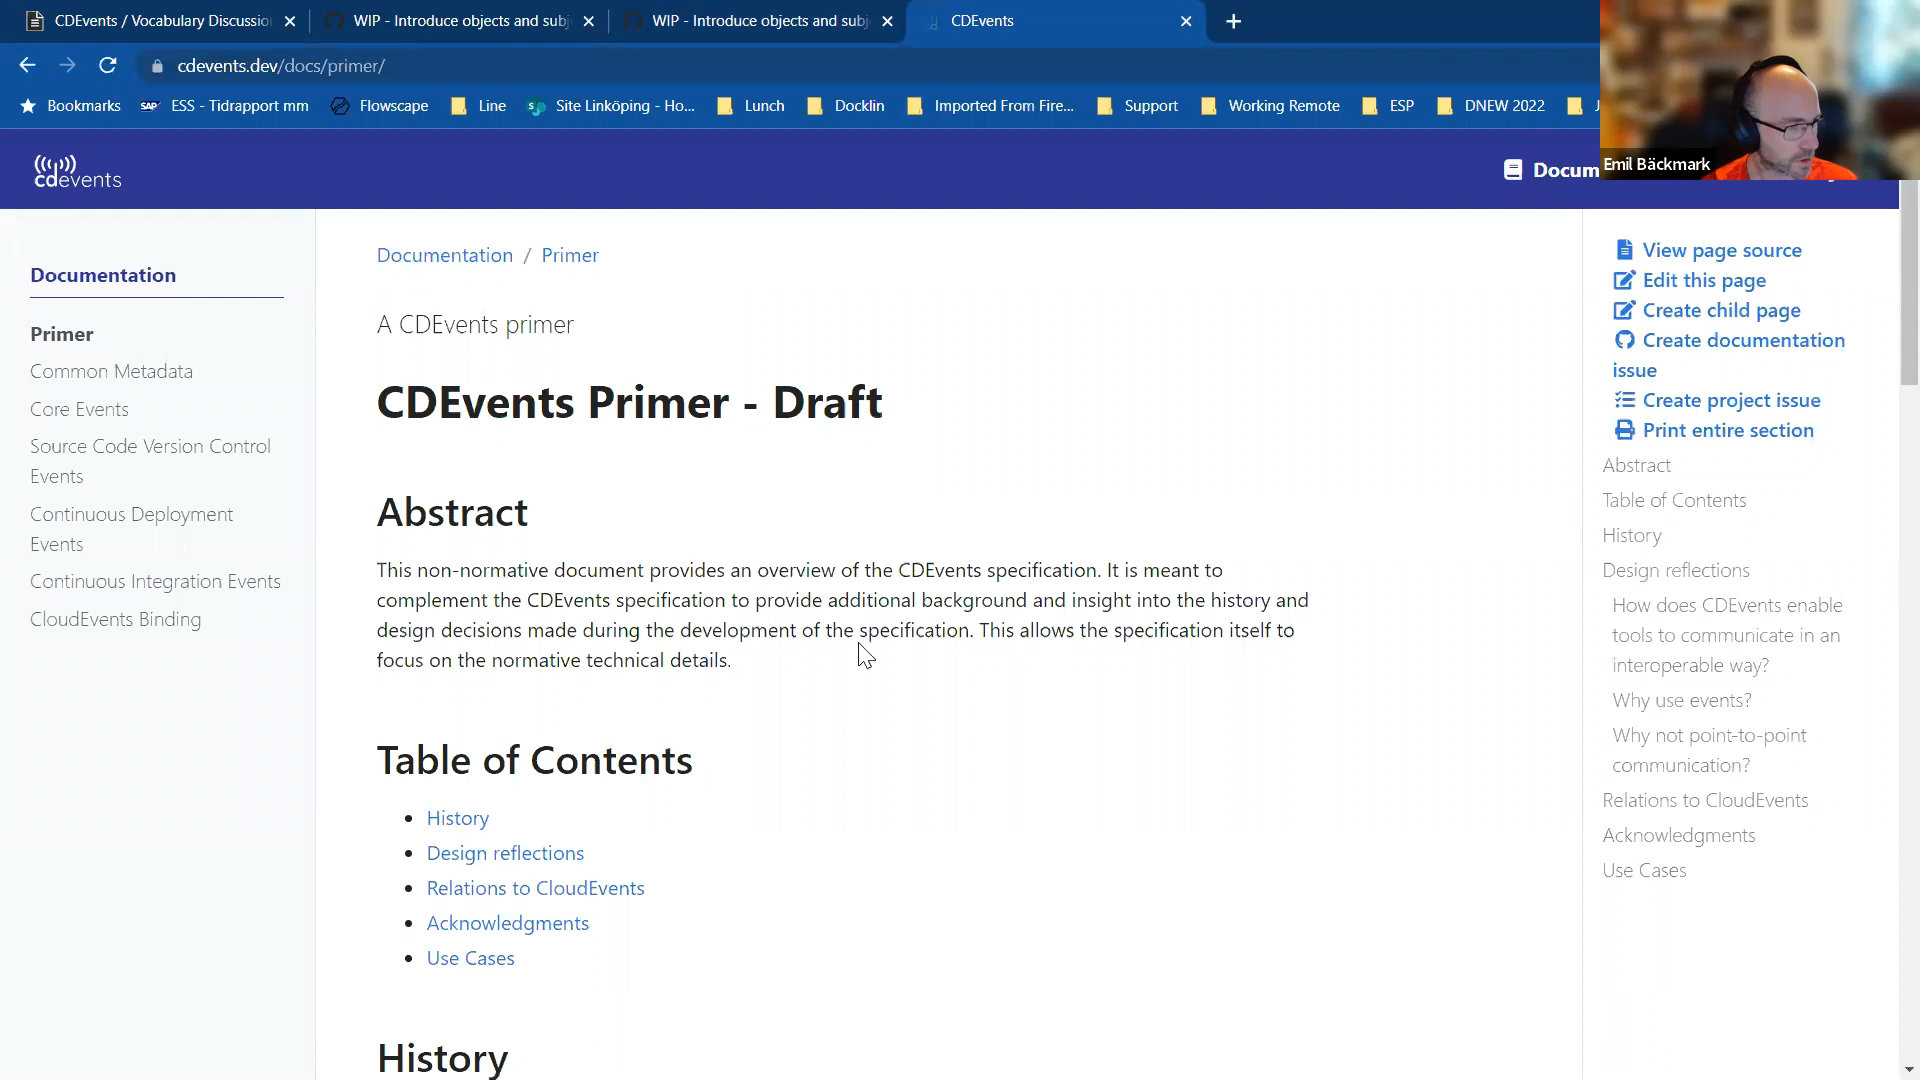 CDEvents / Vocabulary Discussio
WIP - Introduce objects and sub
WIP - Introduce objects and sub
CDEvents
cdevents.dev/docs/primer/
Bookmarks
SAP
ESS - Tidrapport mm
Flowscape
Line
Site Linköping - Ho...
Lunch
Docklin
Imported From Fire...
Support
Working Remote
ESP
DNEW 2022
Emil Bäckmark
cdevents
Docum
Documentation
Primer
Common Metadata
Core Events
Source Code Version Control
Events
Continuous Deployment
Events
Continuous Integration Events
CloudEvents Binding
Documentation / Primer
A CDEvents primer
CDEvents Primer - Draft
Abstract
This non-normative document provides an overview of the CDEvents specification. It is meant to
complement the CDEvents specification to provide additional background and insight into the history and
design decisions made during the development of the specification. This allows the specification itself to
focus on the normative technical details.
Table of Contents
History
Design reflections
Relations to CloudEvents
Acknowledgments
Use Cases
History
View page source
Edit this page
Create child page
Create documentation
issue
Create project issue
Print entire section
Abstract
Table of Contents
History
Design reflections
How does CDEvents enable
tools to communicate in an
interoperable way?
Why use events?
Why not point-to-point
communication?
Relations to CloudEvents
Acknowledgments
Use Cases